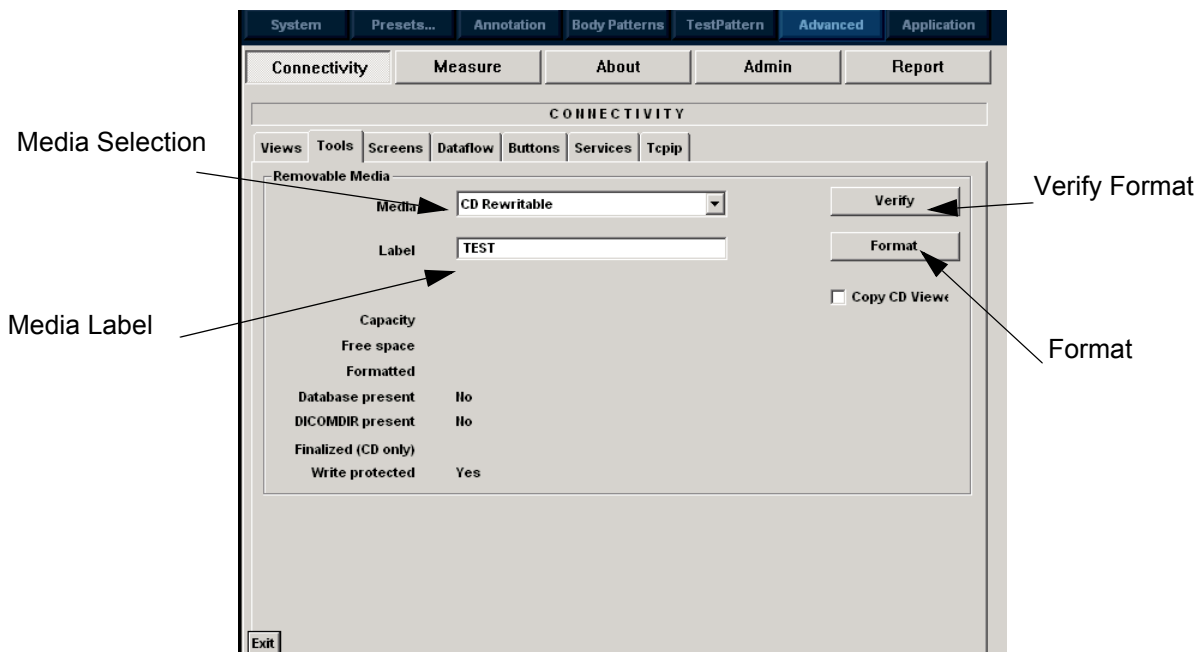 System Presets... Annotation Body Patterns TestPattern Advanced Application
Connectivity Measure About Admin Report
CONNECTIVITY
Views Tools Screens Dataflow Buttons Services Tcpip
Media Selection
Removable Media
Media CD Rewritable Verify
Verify Format
Label TEST Format
Copy CD Viewe
Media Label
Capacity
Free space
Format
Formatted
Database present No
DICOMDIR present No
Finalized (CD only)
Write protected Yes
Exit